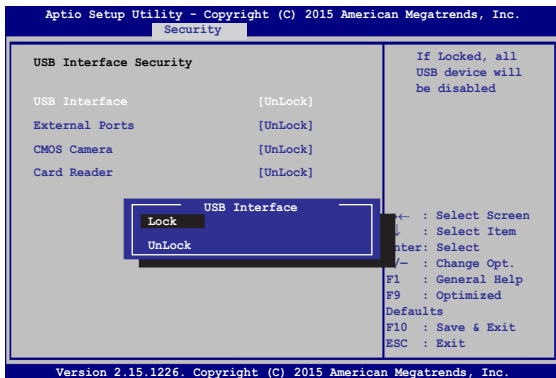 Aptio Setup Utility - Copyright (C) 2015 American Megatrends, Inc.
Security
USB Interface Security
USB Interface [UnLock]
External Ports [UnLock]
CMOS Camera [UnLock]
Card Reader [UnLock]
If Locked, all
USB device will
be disabled
USB Interface
Lock
UnLock
← : Select Screen
↓ : Select Item
nter: Select
/— : Change Opt.
F1 : General Help
F9 : Optimized
Defaults
F10 : Save & Exit
ESC : Exit
Version 2.15.1226. Copyright (C) 2015 American Megatrends, Inc.